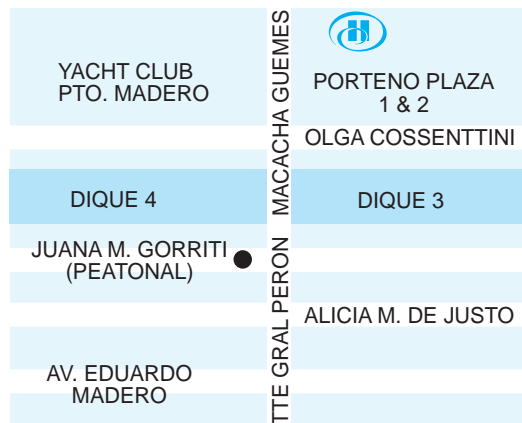 YACHT CLUB
PTO. MADERO
MACACHA GUEMES
PORTENO PLAZA
1 & 2
OLGA COSSENTTINI
DIQUE 4
DIQUE 3
JUANA M. GORRITI
(PEATONAL)
TTE GRAL PERON
ALICIA M. DE JUSTO
AV. EDUARDO
MADERO